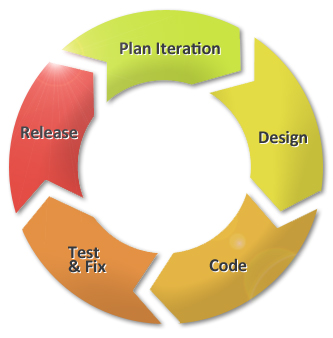 Plan Iteration
Design
Code
Test
& Fix
Release